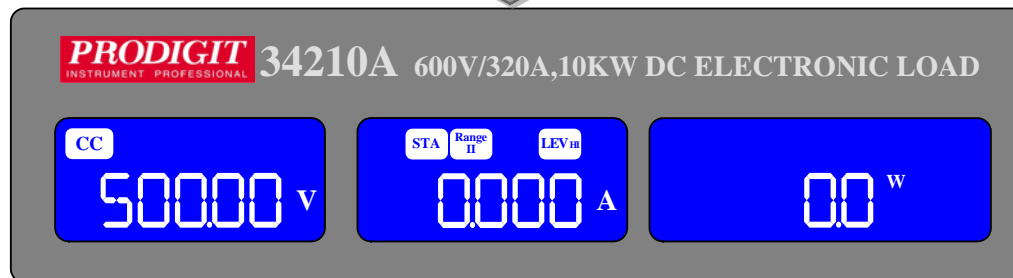 PRODIGIT
INSTRUMENT PROFESSIONAL
34210A 600V/320A,10KW DC ELECTRONIC LOAD
CC
500.00 V
STA Range II LEV HI
0.000 A
0.0 W